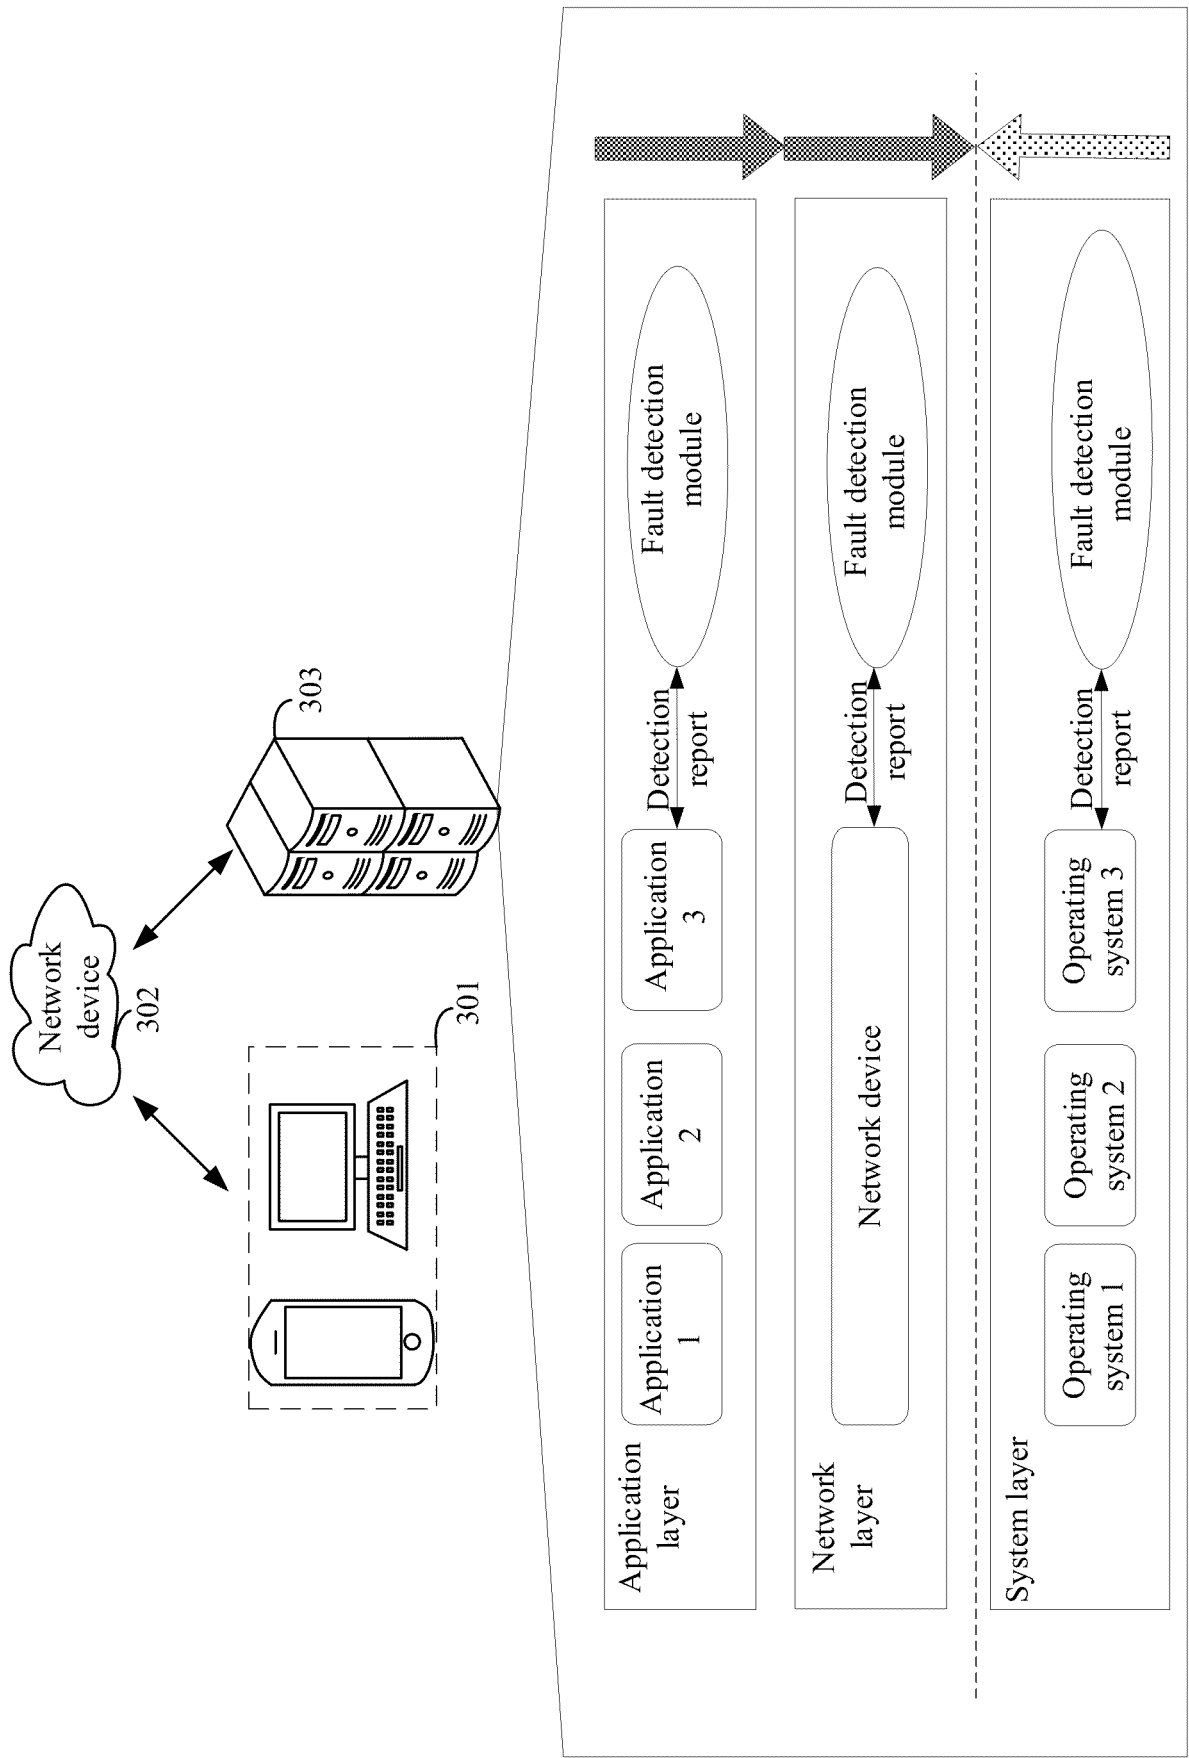 Network
device
302
301
303
Application
layer
Application
1
Application
2
Application
3
Detection
report
Fault detection
module
Network
layer
Network device
Detection
report
Fault detection
module
System layer
Operating
system 1
Operating
system 2
Operating
system 3
Detection
report
Fault detection
module